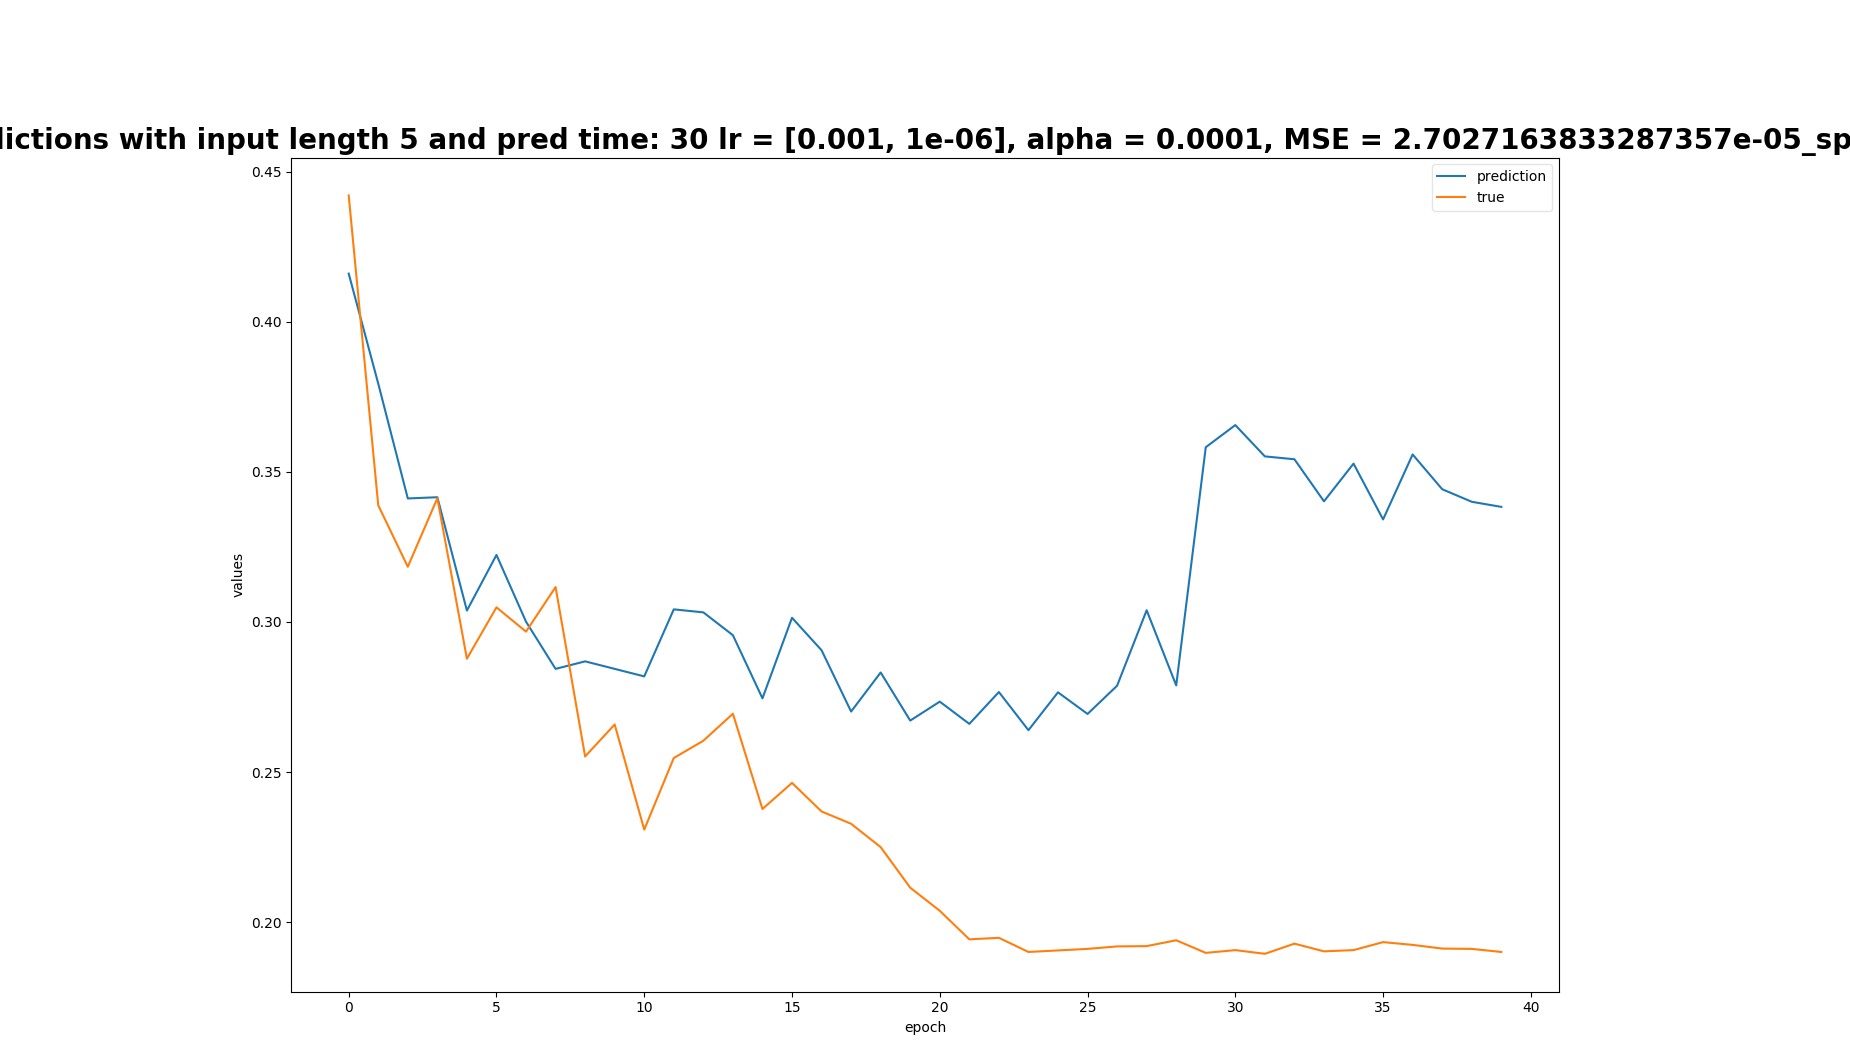 dictions with input length 5 and pred time: 30 lr = [0.001, 1e-06], alpha = 0.0001, MSE = 2.7027163833287357e-05_sp
prediction
true
0.45
0.40
0.35
0.30
0.25
0.20
values
0 5 10 15 20 25 30 35 40
epoch